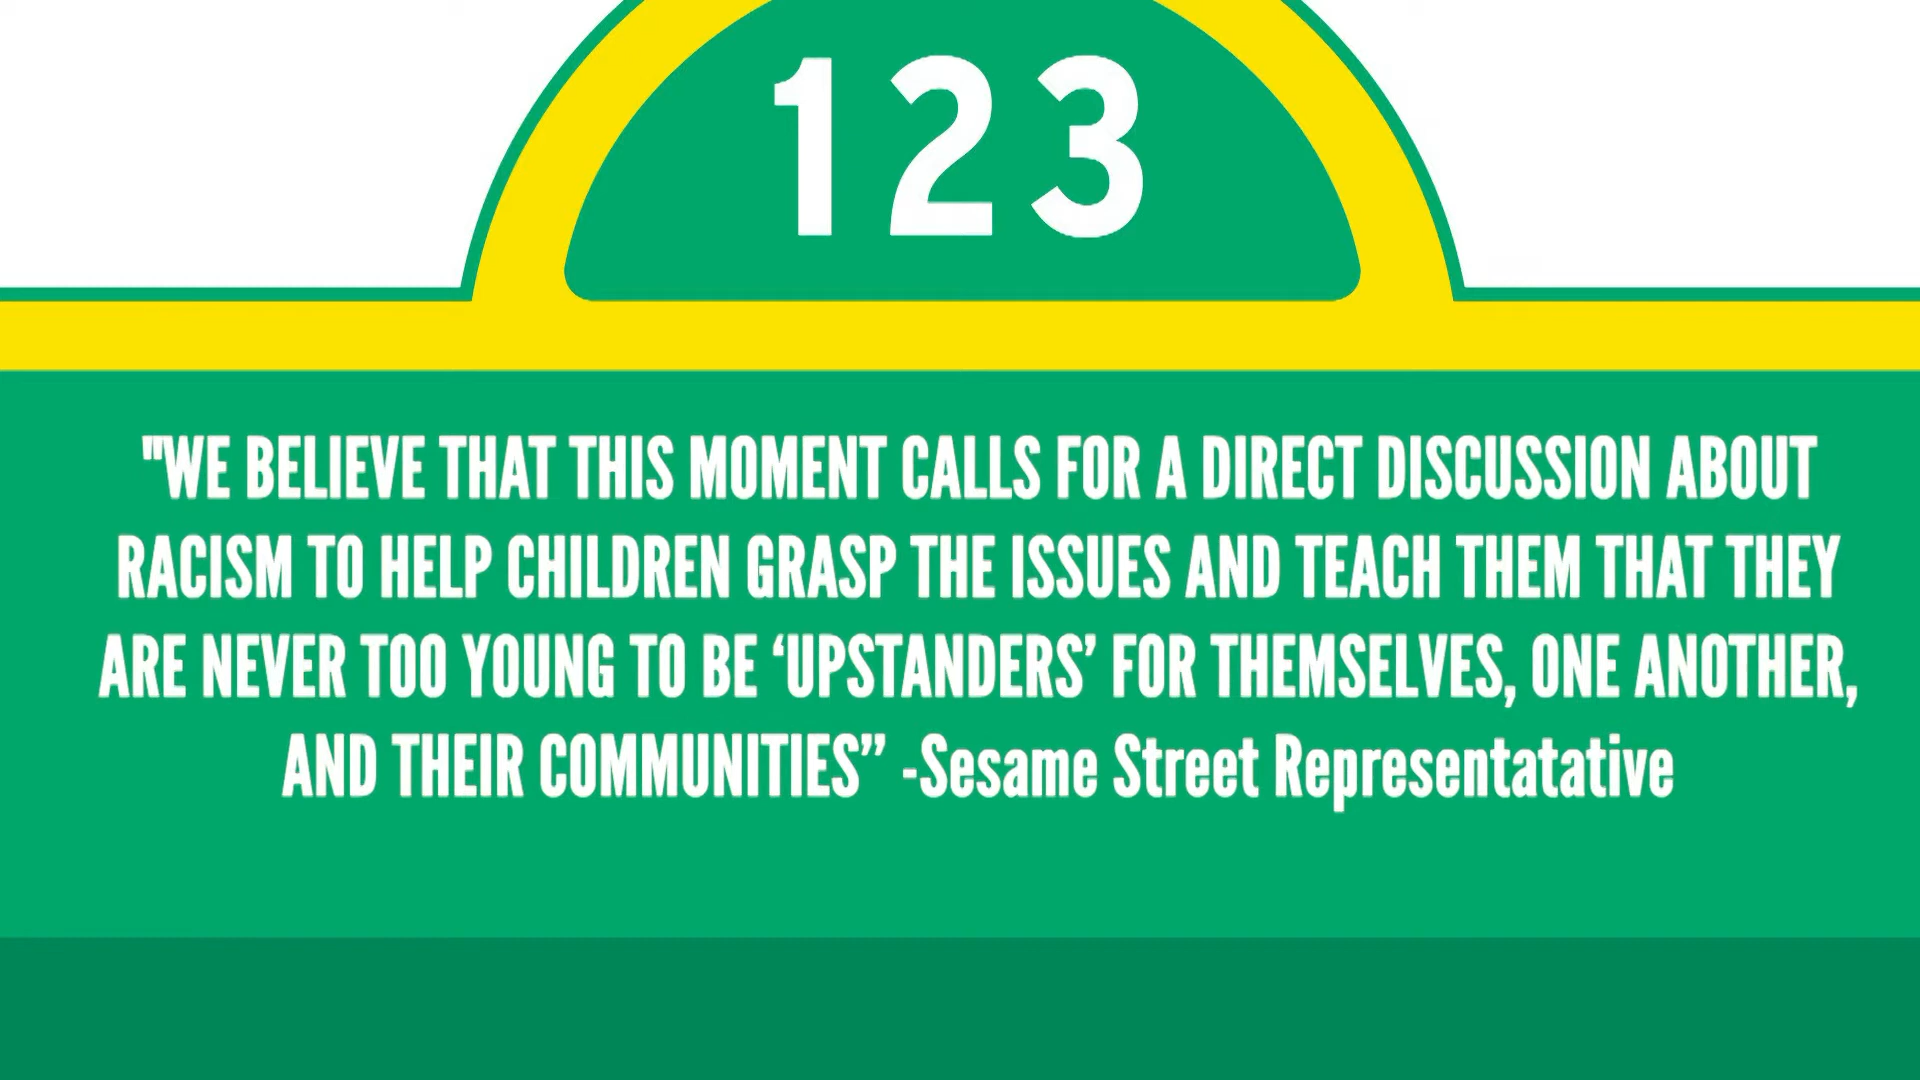 123
"WE BELIEVE THAT THIS MOMENT CALLS FOR A DIRECT DISCUSSION ABOUT
RACISM TO HELP CHILDREN GRASP THE ISSUES AND TEACH THEM THAT THEY
ARE NEVER TOO YOUNG TO BE ‘UPSTANDERS’ FOR THEMSELVES, ONE ANOTHER,
AND THEIR COMMUNITIES” -Sesame Street Representatative